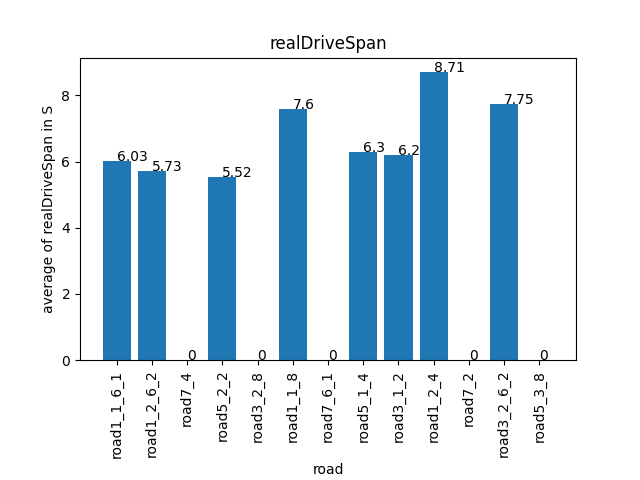 realDriveSpan
average of realDriveSpan in S
8
6
4
2
0
6.03
5.73
0
5.52
0
7.6
0
6.3
6.2
8.71
0
7.75
0
road1_1_6_1
road1_2_6_2
road7_4
road5_2_2
road3_2_8
road1_1_8
road7_6_1
road5_1_4
road3_1_2
road1_2_4
road7_2
road3_2_6_2
road5_3_8
road